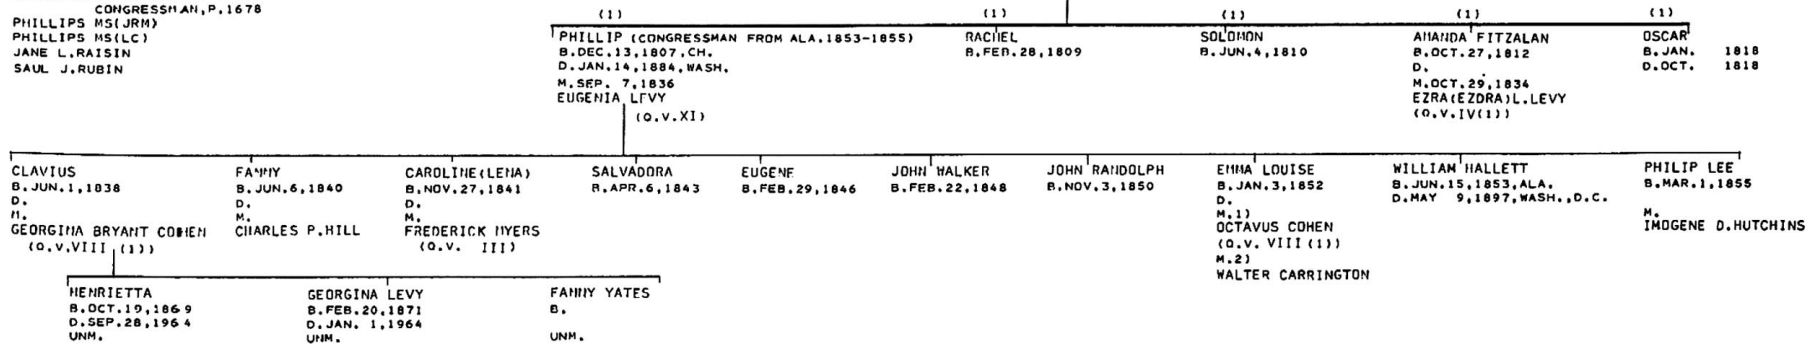 CONGRESSMAN,P.1678
PHILLIPS MS(JRM)
PHILLIPS MS(LC)
JANE L.RAISIN
SAUL J.RUBIN
(1)
PHILLIP (CONGRESSMAN FROM ALA.1853-1855)
B.DEC.13,1807,CH.
D.JAN.14,1884,WASH.
M.SEP. 7,1836
EUGENIA LEVY
(Q.V.XI)
(1)
RACHEL
B.FEB.28,1809
(1)
SOLOMON
B.JUN.4,1810
(1)
AMANDA FITZALAN
B.OCT.27,1812
D.
M.OCT.29,1834
EZRA(EZDRA)L.LEVY
(Q.V.IV(1))
(1)
OSCAR
B.JAN. 1818
D.OCT. 1818
CLAVIUS
B.JUN.1,1838
D.
M.
GEORGINA BRYANT COHEN
(Q.V.VIII (1))
FANNY
B.JUN.6,1840
D.
M.
CHARLES P.HILL
CAROLINE(LENA)
B.NOV.27,1841
D.
M.
FREDERICK MYERS
(Q.V. III)
SALVADORA
B.APR.6,1843
EUGENE
B.FEB.29,1846
JOHN WALKER
B.FEB.22,1848
JOHN RANDOLPH
B.NOV.3,1850
EMMA LOUISE
B.JAN.3,1852
D.
M.1)
OCTAVUS COHEN
(Q.V. VIII(1))
M.2)
WALTER CARRINGTON
WILLIAM HALLETT
B.JUN.15,1853,ALA.
D.MAY 9,1897,WASH.,D.C.
PHILIP LEE
B.MAR.1,1855
M.
IMOGENE D.HUTCHINS
HENRIETTA
B.OCT.19,1869
D.SEP.28,1964
UNM.
GEORGINA LEVY
B.FEB.20,1871
D.JAN. 1,1964
UNM.
FANNY YATES
B.
UNM.